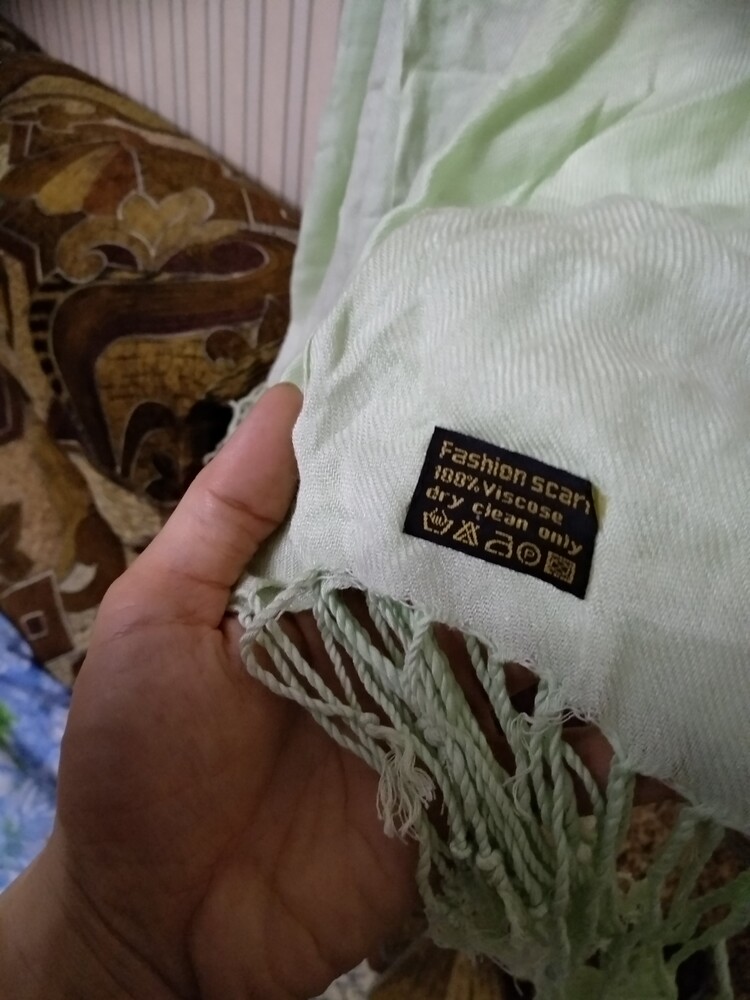 Fashion scarf
100% Viscose
dry clean only
P